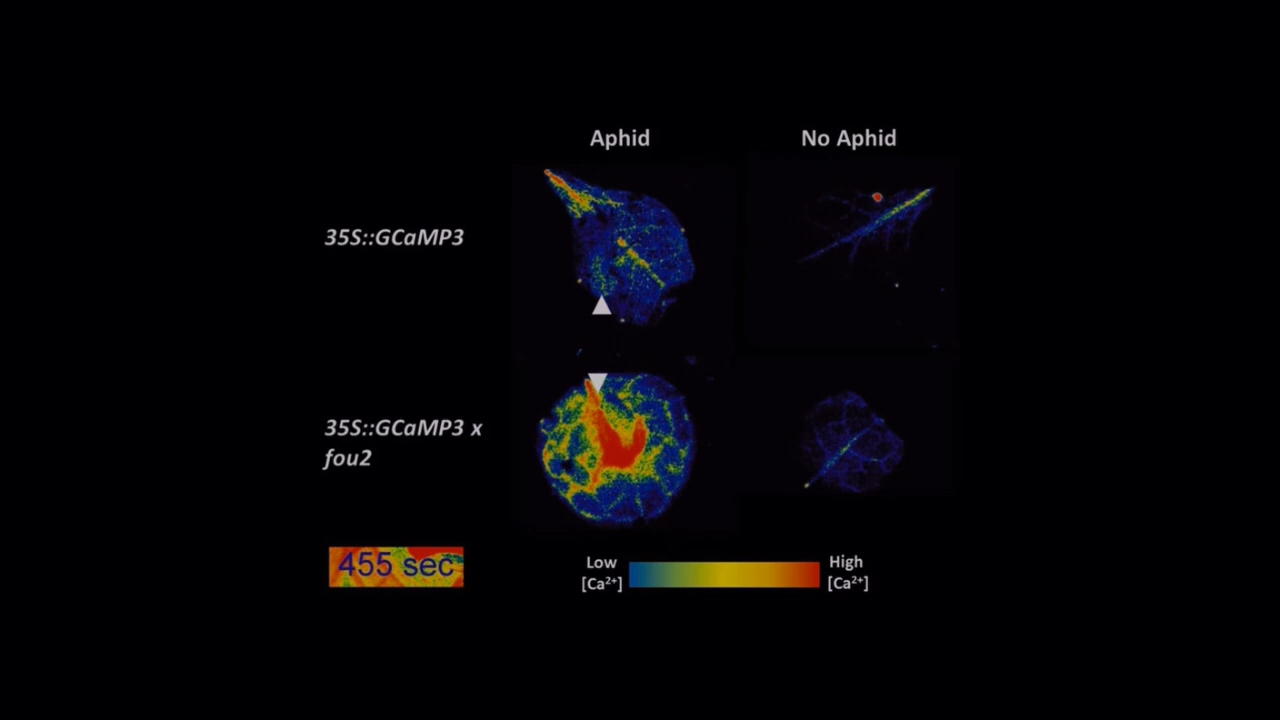 Aphid
No Aphid
35S::GCaMP3
35S::GCaMP3 x
fou2
455 sec
Low
[Ca²⁺]
High
[Ca²⁺]